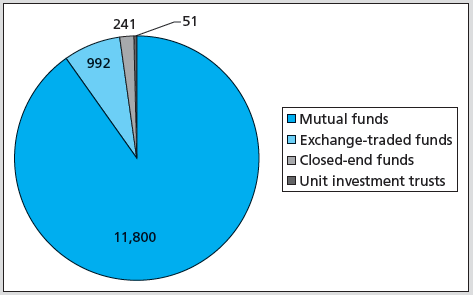 241
51
992
11,800
Mutual funds
Exchange-traded funds
Closed-end funds
Unit investment trusts